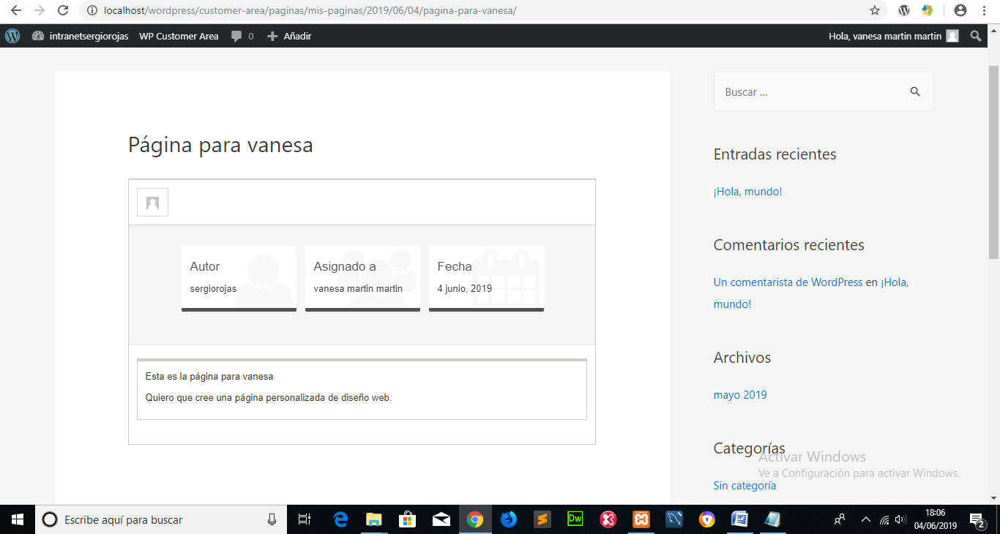 localhost/wordpress/customer-area/paginas/mis-paginas/2019/06/04/pagina-para-vanesa/
intranetsergiorojas WP Customer Area 0 Añadir Hola, vanesa martin martin
Buscar ...
Página para vanesa
Autor
sergiorojas
Asignado a
vanesa martin martin
Fecha
4 junio, 2019
Esta es la página para vanesa
Quiero que cree una página personalizada de diseño web.
Entradas recientes
¡Hola, mundo!
Comentarios recientes
Un comentarista de WordPress en ¡Hola,
mundo!
Archivos
mayo 2019
Categorías
Sin categoría
Activar Windows
Ve a Configuración para activar Windows.
Escribe aquí para buscar
Dw
18:06
04/06/2019
2